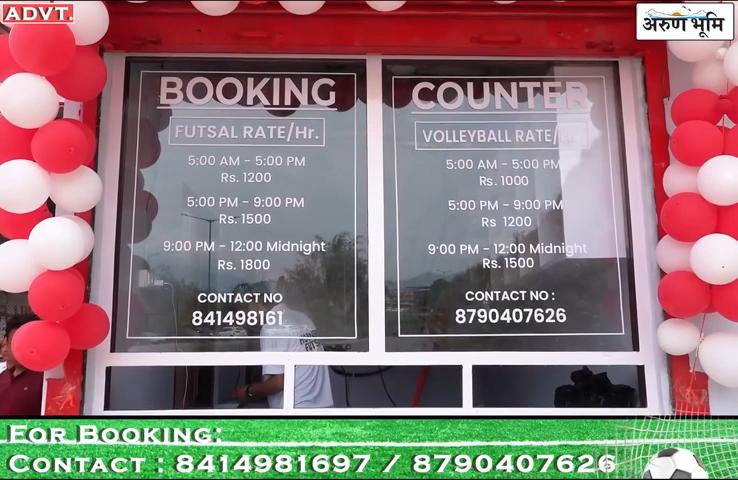 ADVT.
अरुण भूमि
BOOKING
FUTSAL RATE/Hr.
5:00 AM - 5:00 PM
Rs. 1200
5:00 PM - 9:00 PM
Rs. 1500
9:00 PM - 12:00 Midnight
Rs. 1800
CONTACT NO
841498161
COUNTER
VOLLEYBALL RATE/
5:00 AM - 5:00 PM
Rs. 1000
5:00 PM - 9:00 PM
Rs 1200
9:00 PM - 12:00 Midnight
Rs. 1500
CONTACT NO :
8790407626
For Booking:
Contact : 8414981697 / 8790407626